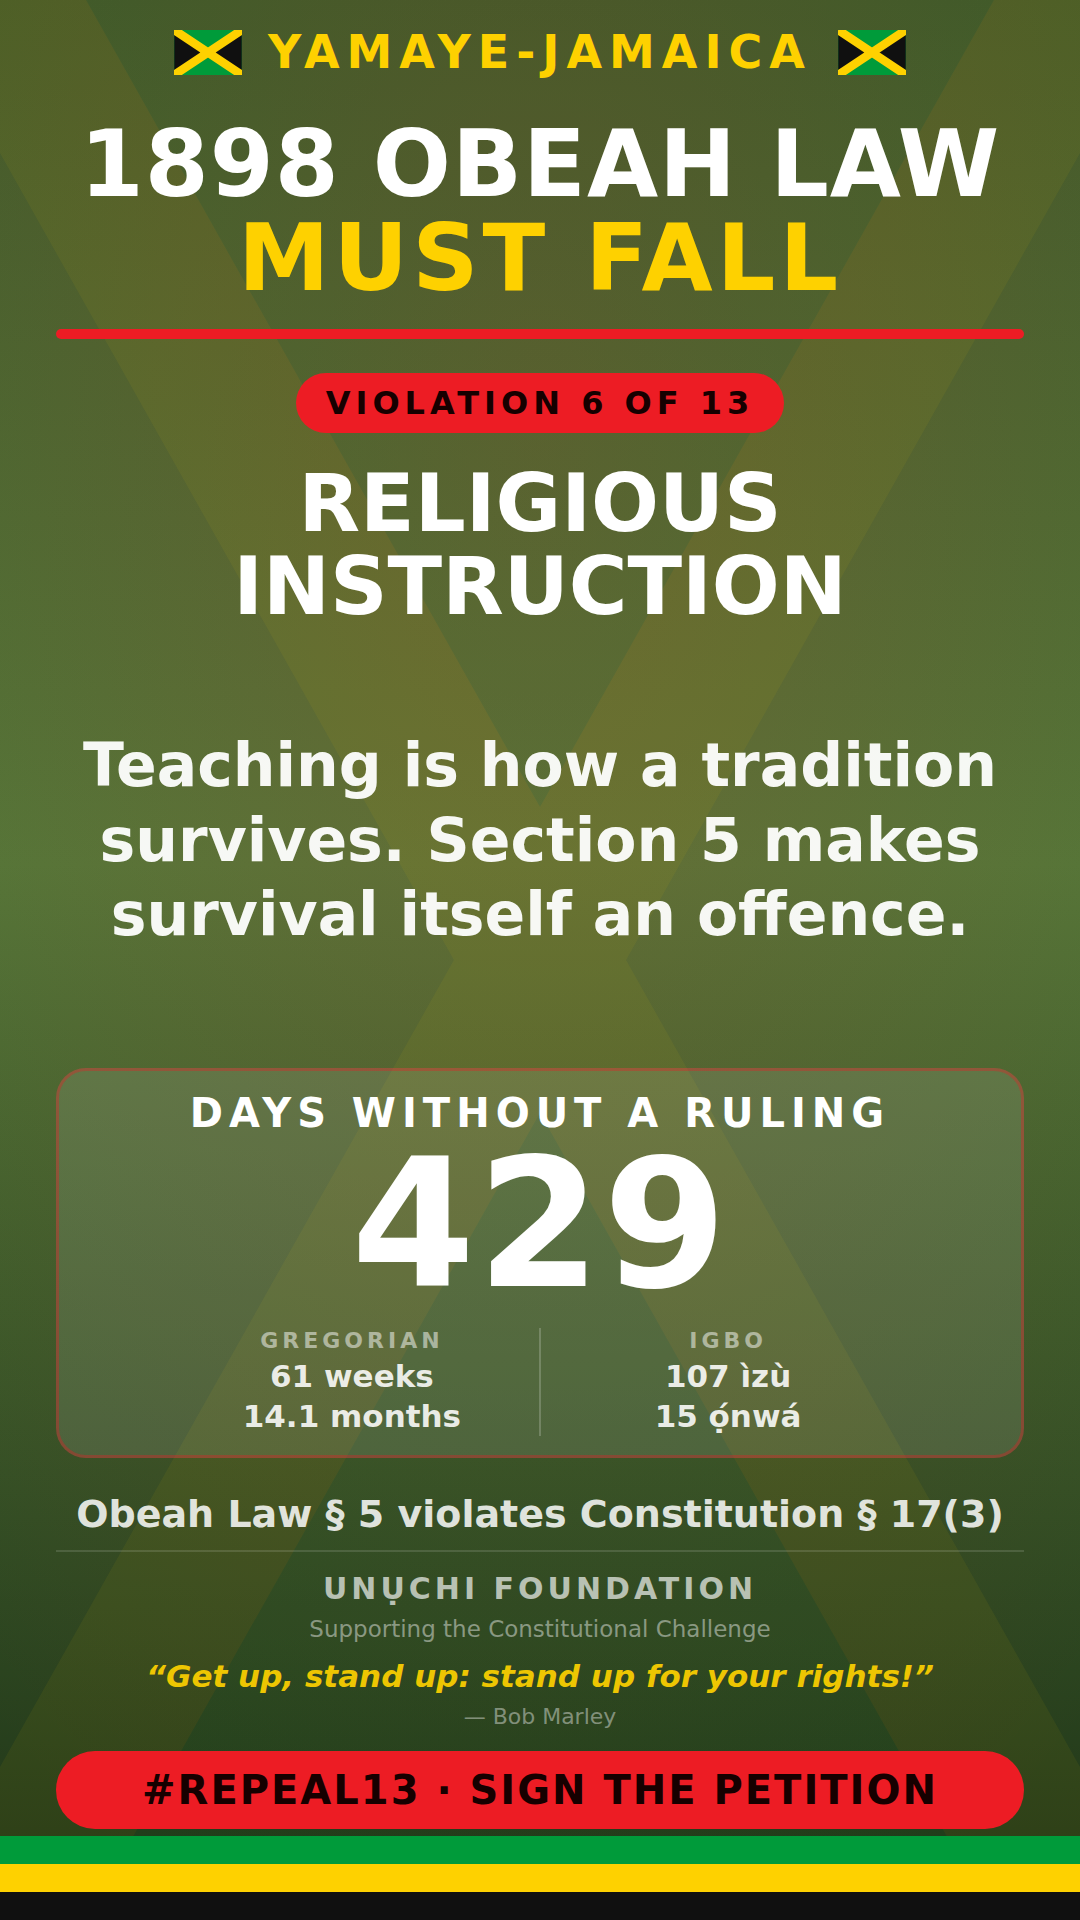 YAMAYE-JAMAICA
1898 OBEAH LAW
MUST FALL
VIOLATION 6 OF 13
RELIGIOUS
INSTRUCTION
Teaching is how a tradition
survives. Section 5 makes
survival itself an offence.
DAYS WITHOUT A RULING
429
GREGORIAN
61 weeks
14.1 months
IGBO
107 ìzù
15 ọ́nwá
Obeah Law § 5 violates Constitution § 17(3)
UNỤCHI FOUNDATION
Supporting the Constitutional Challenge
“Get up, stand up: stand up for your rights!”
— Bob Marley
#REPEAL13 · SIGN THE PETITION